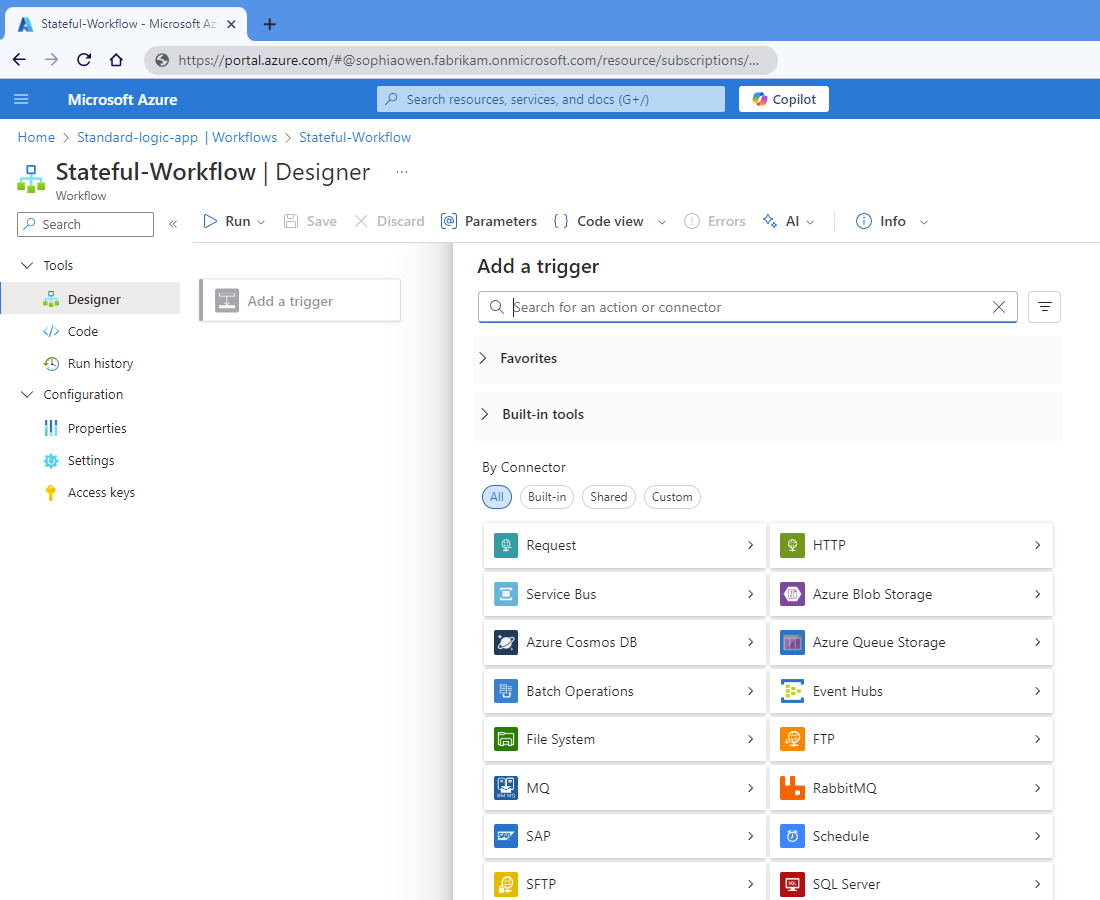 Stateful-Workflow - Microsoft Az
https://portal.azure.com/#@sophiaowen.fabrikam.onmicrosoft.com/resource/subscriptions/...
Microsoft Azure
Search resources, services, and docs (G+/)
Copilot
Home > Standard-logic-app | Workflows > Stateful-Workflow
Stateful-Workflow | Designer ...
Workflow
Search «
Run Save Discard Parameters Code view Errors AI Info
Tools
Designer
Code
Run history
Configuration
Properties
Settings
Access keys
Add a trigger
Add a trigger
Search for an action or connector
Favorites
Built-in tools
By Connector
All Built-in Shared Custom
Request HTTP
Service Bus Azure Blob Storage
Azure Cosmos DB Azure Queue Storage
Batch Operations Event Hubs
File System FTP
MQ RabbitMQ
SAP Schedule
SFTP SQL Server